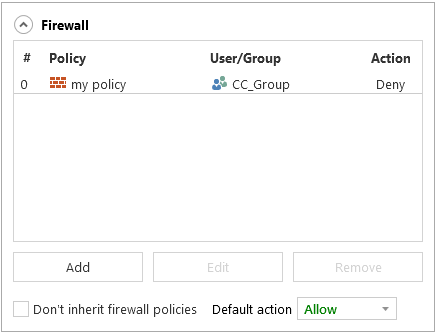 Firewall
# Policy User/Group Action
0 my policy CC_Group Deny
Add Edit Remove
Don't inherit firewall policies Default action Allow